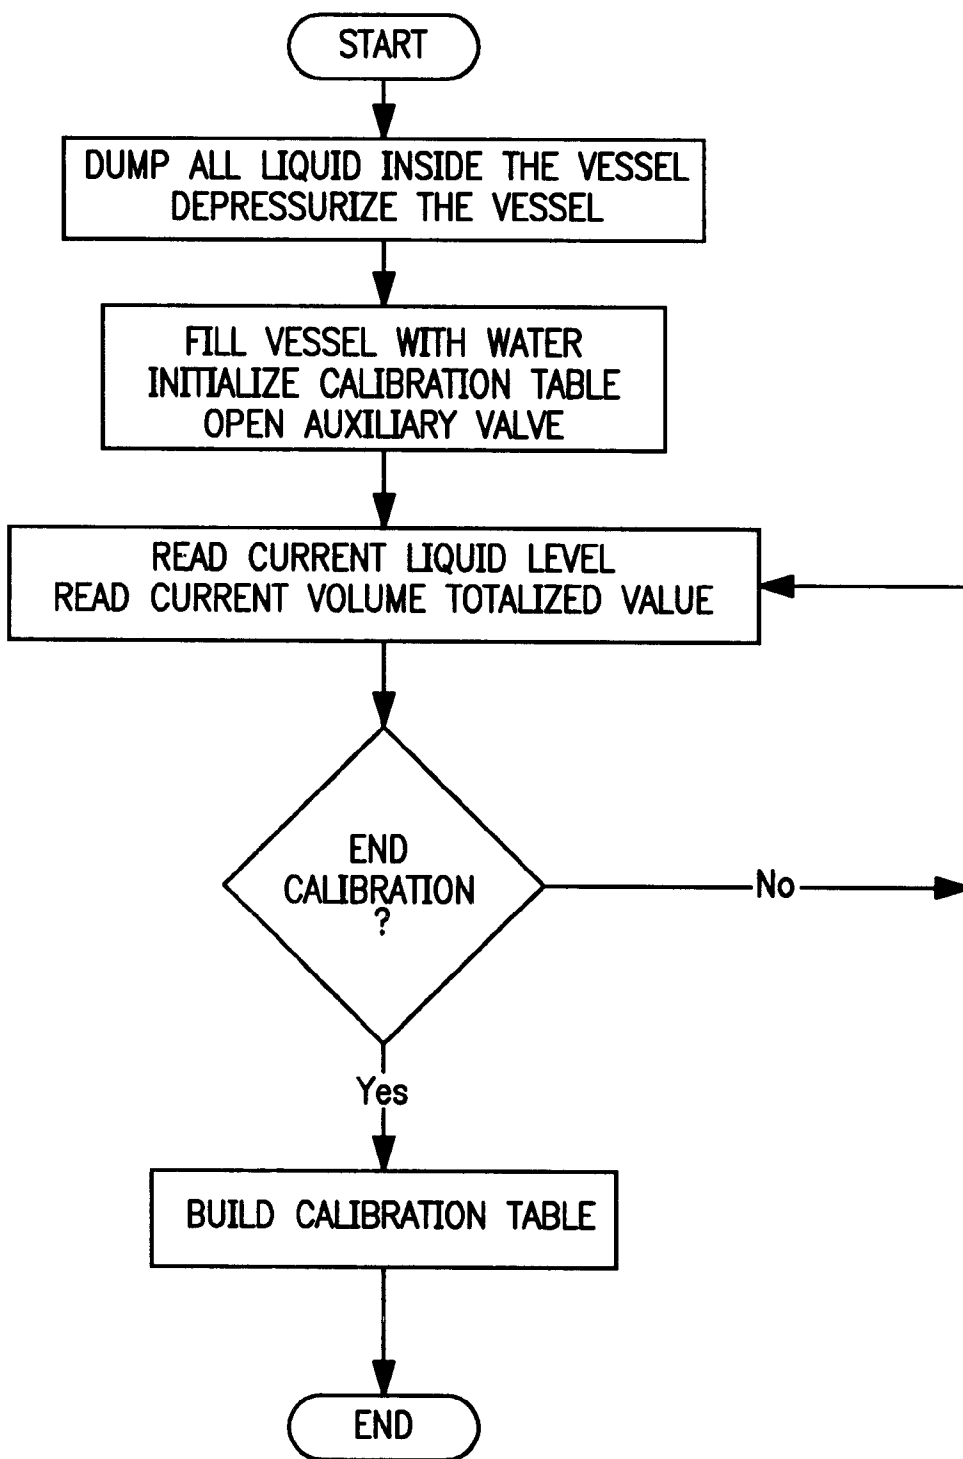 START
DUMP ALL LIQUID INSIDE THE VESSEL
DEPRESSURIZE THE VESSEL
FILL VESSEL WITH WATER
INITIALIZE CALIBRATION TABLE
OPEN AUXILIARY VALVE
READ CURRENT LIQUID LEVEL
READ CURRENT VOLUME TOTALIZED VALUE
END
CALIBRATION
?
No
Yes
BUILD CALIBRATION TABLE
END